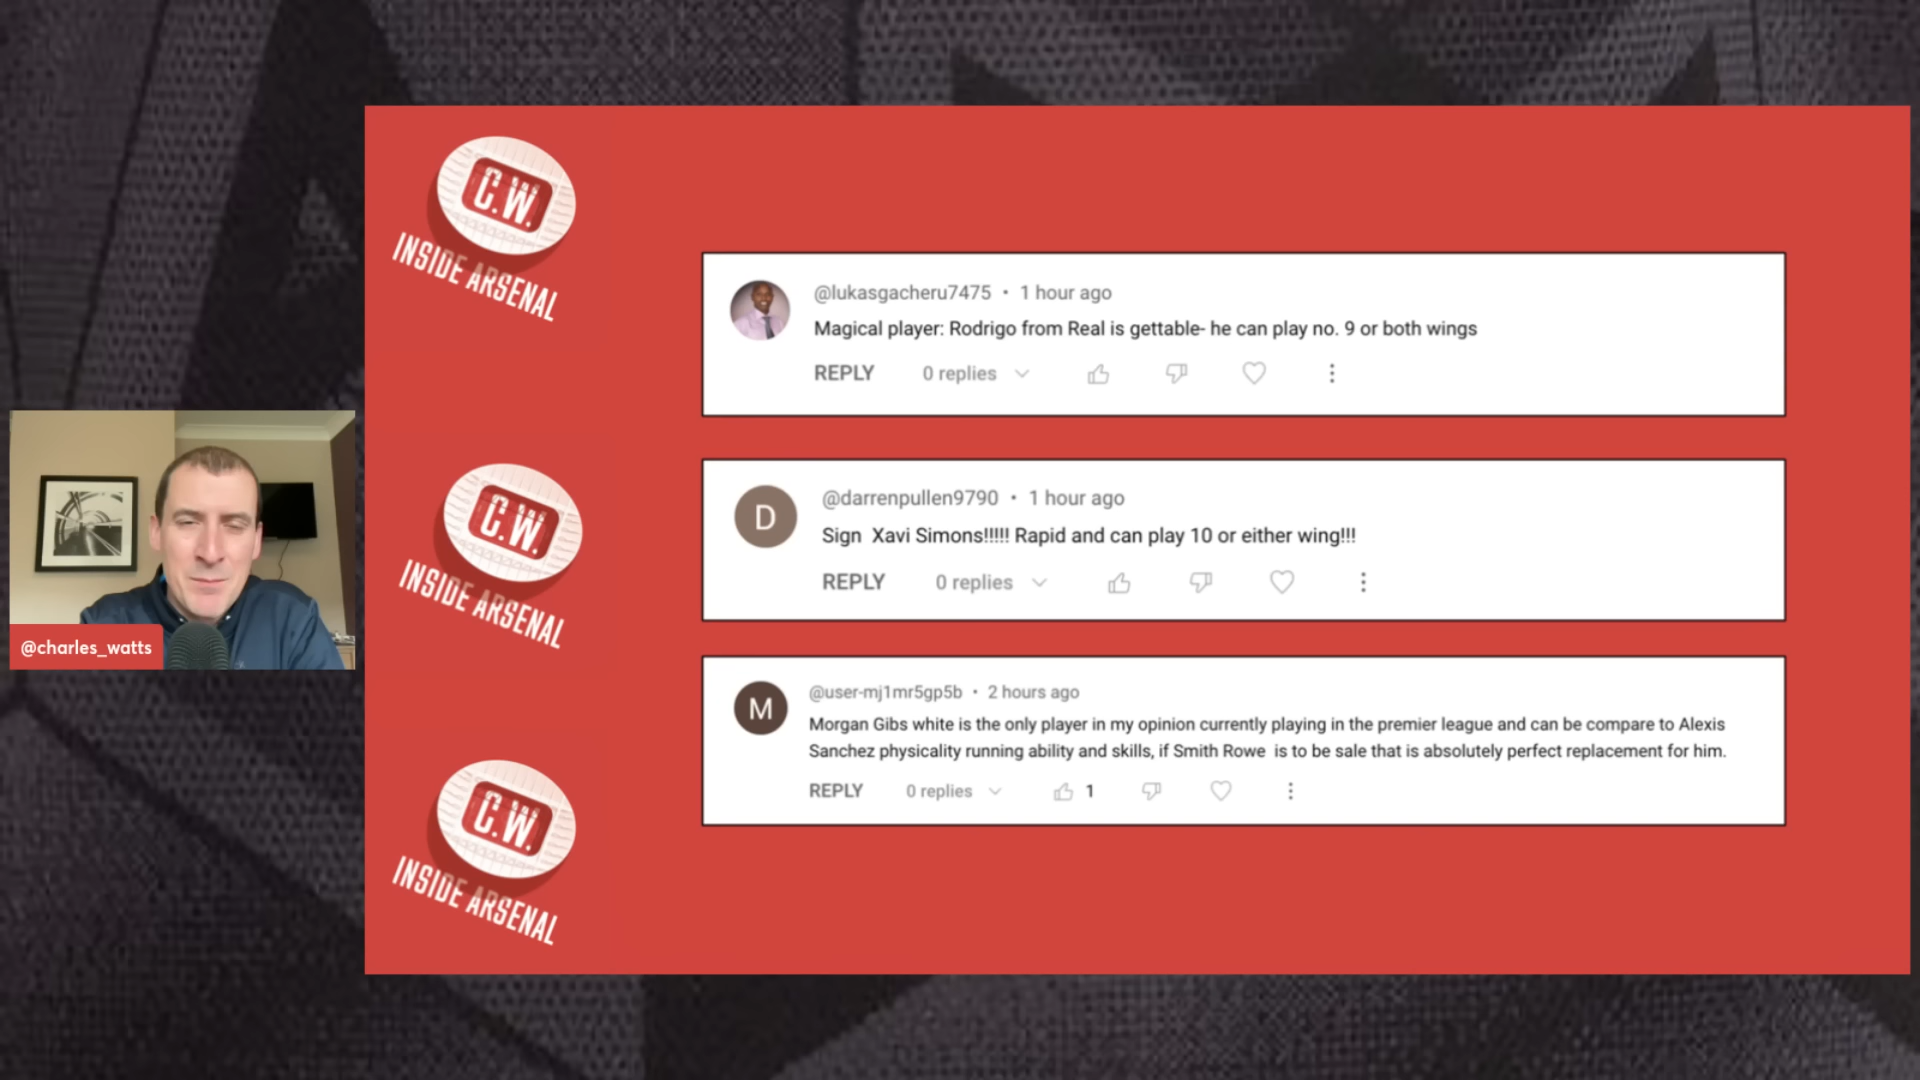 C.W.
INSIDE ARSENAL
@lukasgacheru7475 • 1 hour ago
Magical player: Rodrigo from Real is gettable- he can play no. 9 or both wings
REPLY 0 replies
C.W.
INSIDE ARSENAL
D
@darrenpullen9790 • 1 hour ago
Sign Xavi Simons!!!!! Rapid and can play 10 or either wing!!!
REPLY 0 replies
@charles_watts
C.W.
INSIDE ARSENAL
M
@user-mj1mr5gp5b • 2 hours ago
Morgan Gibs white is the only player in my opinion currently playing in the premier league and can be compare to Alexis
Sanchez physicality running ability and skills, if Smith Rowe is to be sale that is absolutely perfect replacement for him.
REPLY 0 replies 1